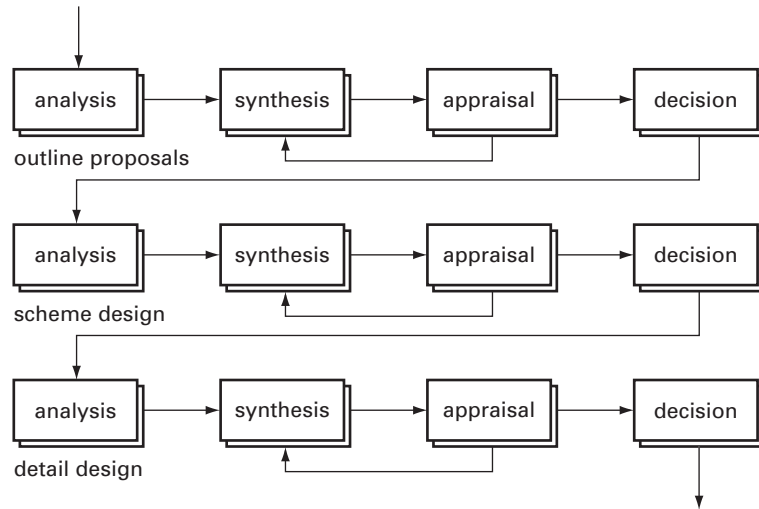 analysis synthesis appraisal decision
outline proposals
analysis synthesis appraisal decision
scheme design
analysis synthesis appraisal decision
detail design